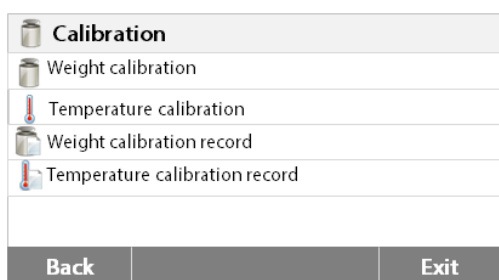 Calibration
Weight calibration
Temperature calibration
Weight calibration record
Temperature calibration record
Back Exit